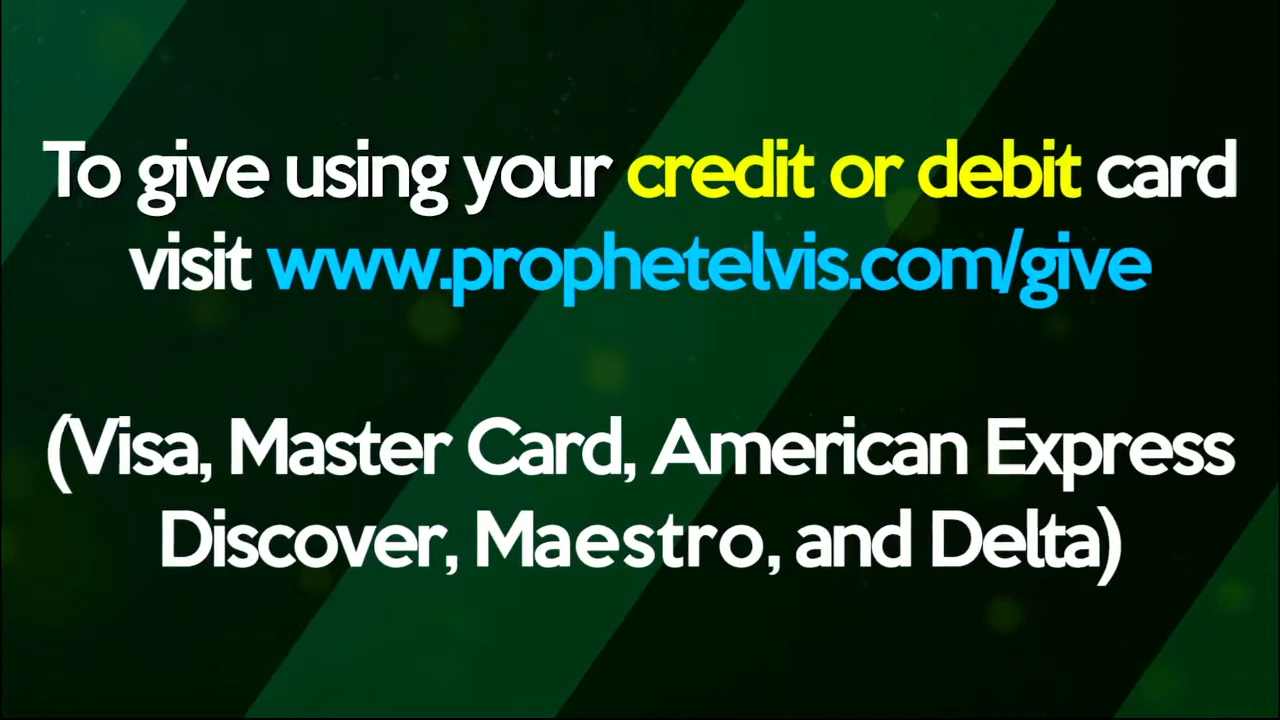 To give using your credit or debit card
visit www.prophetelvis.com/give
(Visa, Master Card, American Express
Discover, Maestro, and Delta)